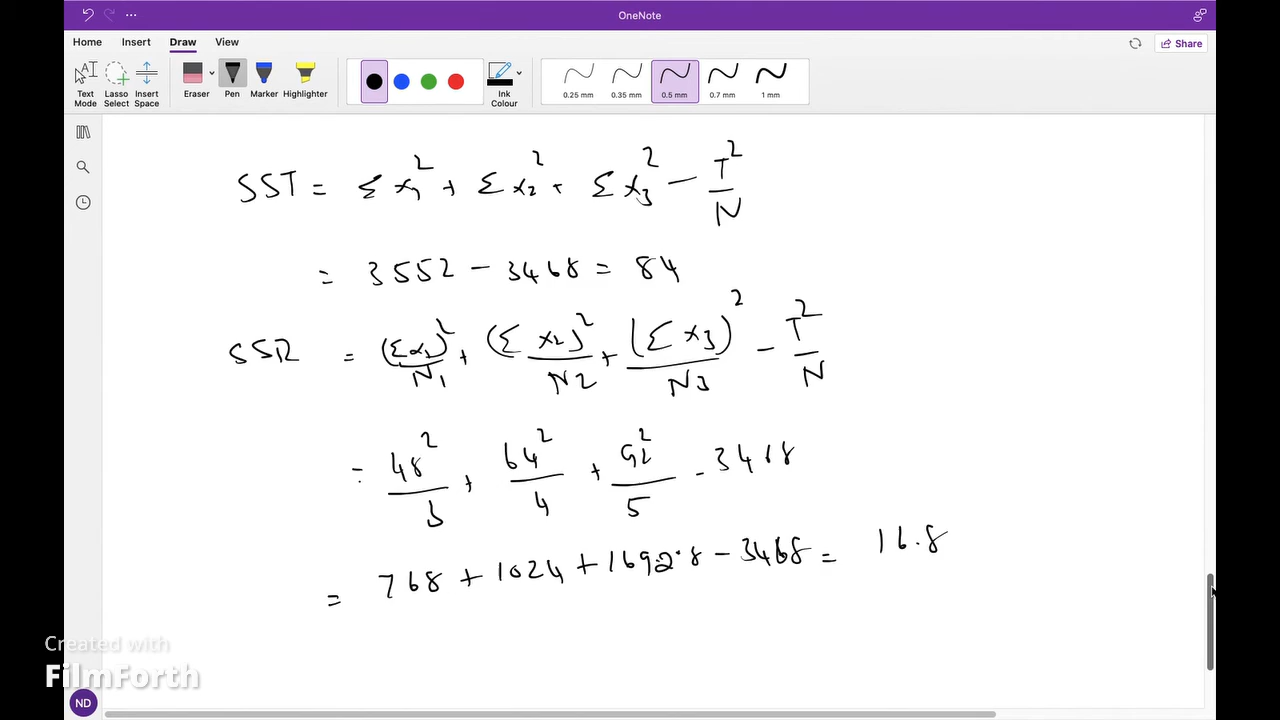 OneNote
Home Insert Draw View
Share
Text Mode Lasso Select Insert Space Eraser Pen Marker Highlighter Ink Colour 0.25 mm 0.35 mm 0.5 mm 0.7 mm 1 mm
SST = Σx₁² + Σx₂² + Σx₃² - T²/N
= 3552 - 3468 = 84
SSR = (Σx₁)²/N1 + (Σx₂)²/N2 + (Σx₃)²/N3 - T²/N
= 48²/3 + 64²/4 + 92²/5 - 3468
= 768 + 1024 + 1692.8 - 3468 = 16.8
Created with
FilmForth
ND